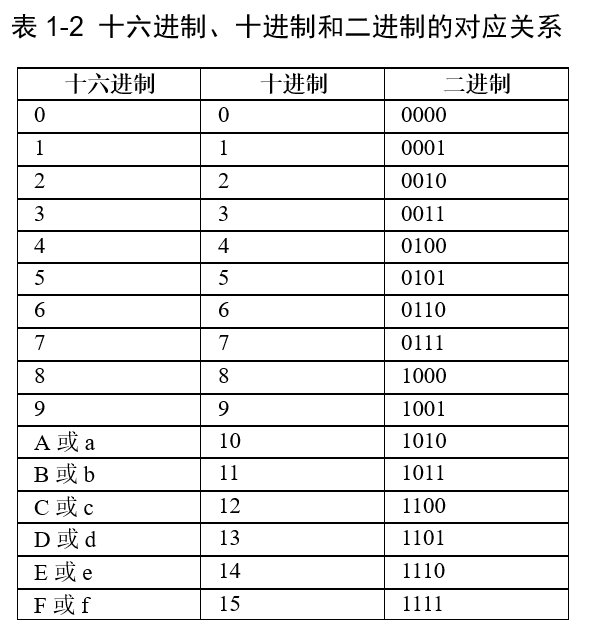 表 1-2 十六进制、十进制和二进制的对应关系
十六进制 十进制 二进制
0 0 0000
1 1 0001
2 2 0010
3 3 0011
4 4 0100
5 5 0101
6 6 0110
7 7 0111
8 8 1000
9 9 1001
A 或 a 10 1010
B 或 b 11 1011
C 或 c 12 1100
D 或 d 13 1101
E 或 e 14 1110
F 或 f 15 1111